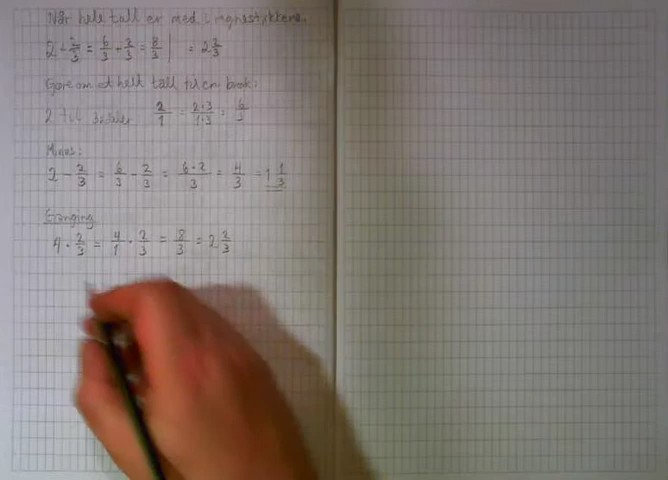 Når hele tall er med i regnestykkene.
2 + 2/3 = 6/3 + 2/3 = 8/3 | = 2 2/3
Gjøre om et helt tall til en brøk:
2 til 2/1 = 2·3/1·3 = 6/3
Minus:
2 - 2/3 = 6/3 - 2/3 = 6-2/3 = 4/3 = 1 1/3
Ganging
4 · 2/3 = 4/1 · 2/3 = 8/3 = 2 2/3